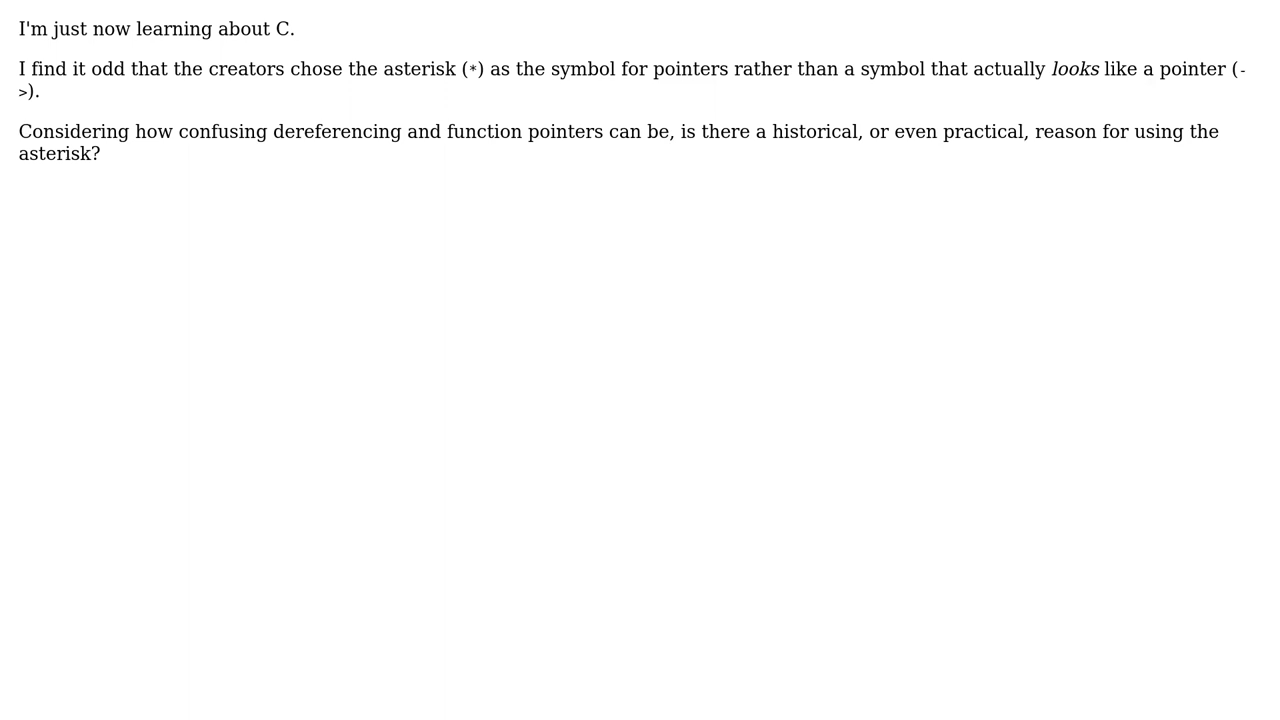 I'm just now learning about C.
I find it odd that the creators chose the asterisk (*) as the symbol for pointers rather than a symbol that actually looks like a pointer (-
>).
Considering how confusing dereferencing and function pointers can be, is there a historical, or even practical, reason for using the
asterisk?